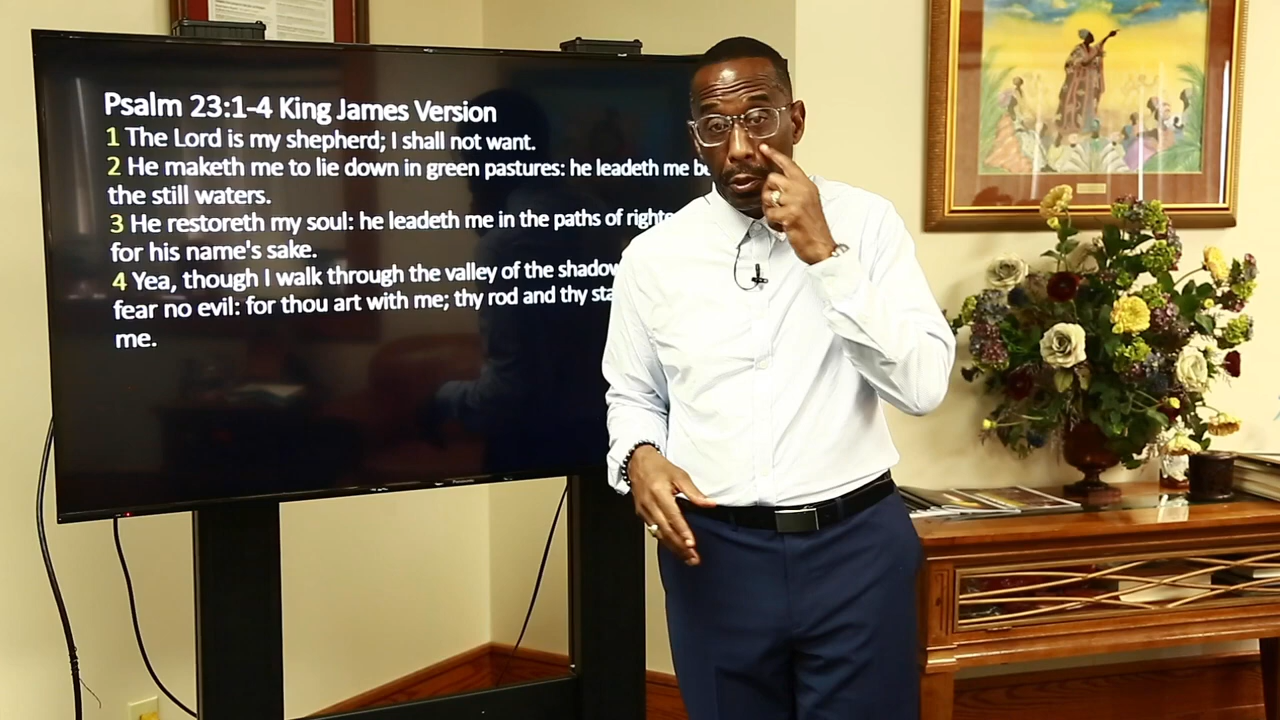 Psalm 23:1-4 King James Version
1 The Lord is my shepherd; I shall not want.
2 He maketh me to lie down in green pastures: he leadeth me
the still waters.
3 He restoreth my soul: he leadeth me in the paths of
for his name's sake.
4 Yea, though I walk through the valley of the shadow
fear no evil: for thou art with me; thy rod and thy
me.
Panasonic